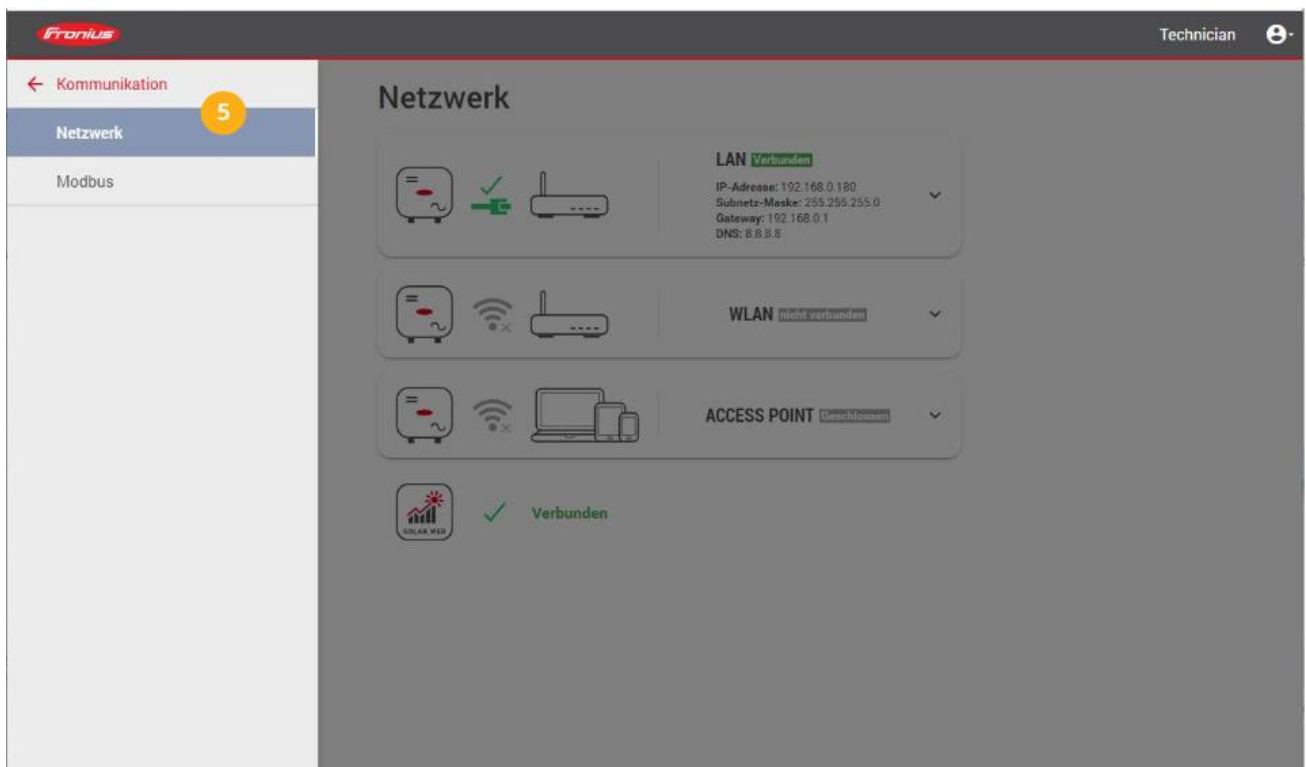 Fronius
Technician
Kommunikation
5
Netzwerk
Modbus
Netzwerk
LAN Verbunden
IP-Adresse: 192.168.0.180
Subnetz-Maske: 255.255.255.0
Gateway: 192.168.0.1
DNS: 8.8.8.8
WLAN nicht verbunden
ACCESS POINT Geschlossen
SOLAR.WEB
Verbunden